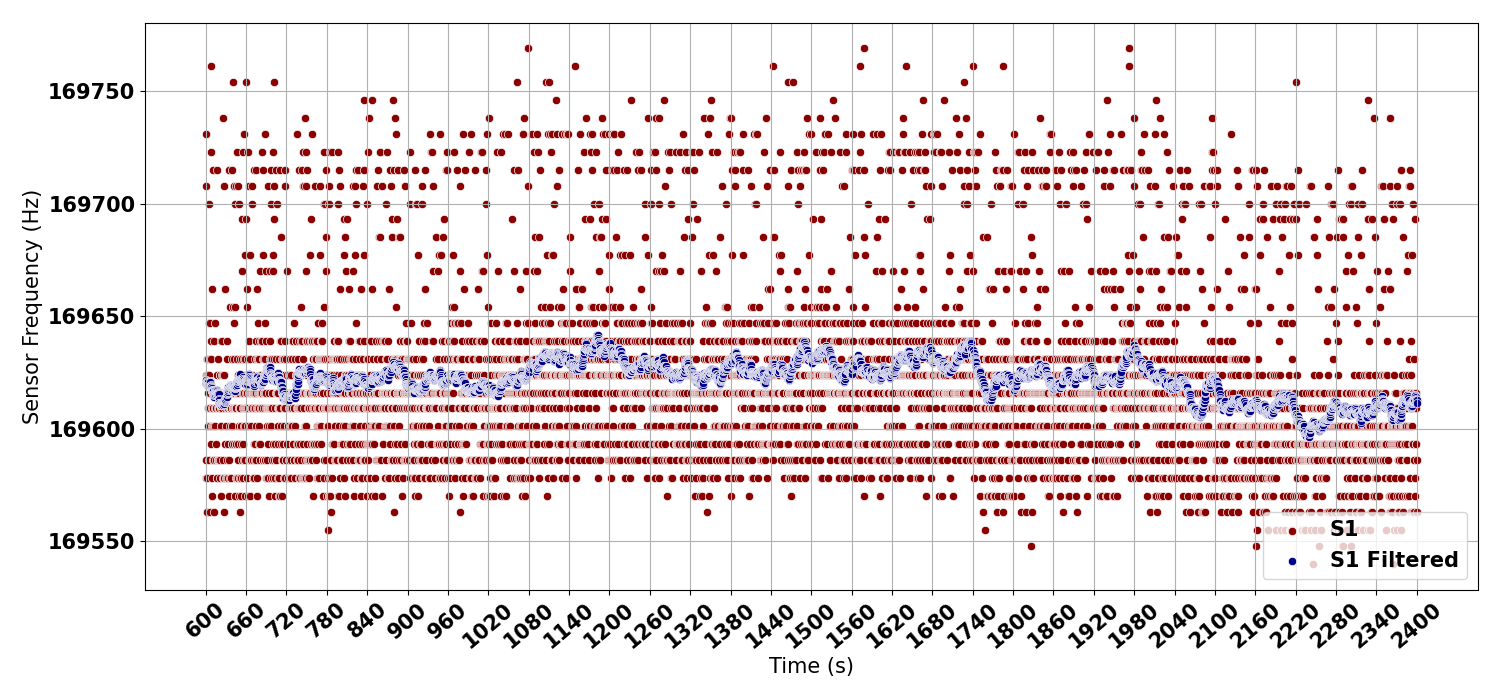 169750
169700
169650
169600
169550
Sensor Frequency (Hz)
S1
S1 Filtered
600 660 720 780 840 900 960 1020 1080 1140 1200 1260 1320 1380 1440 1500 1560 1620 1680 1740 1800 1860 1920 1980 2040 2100 2160 2220 2280 2340 2400
Time (s)